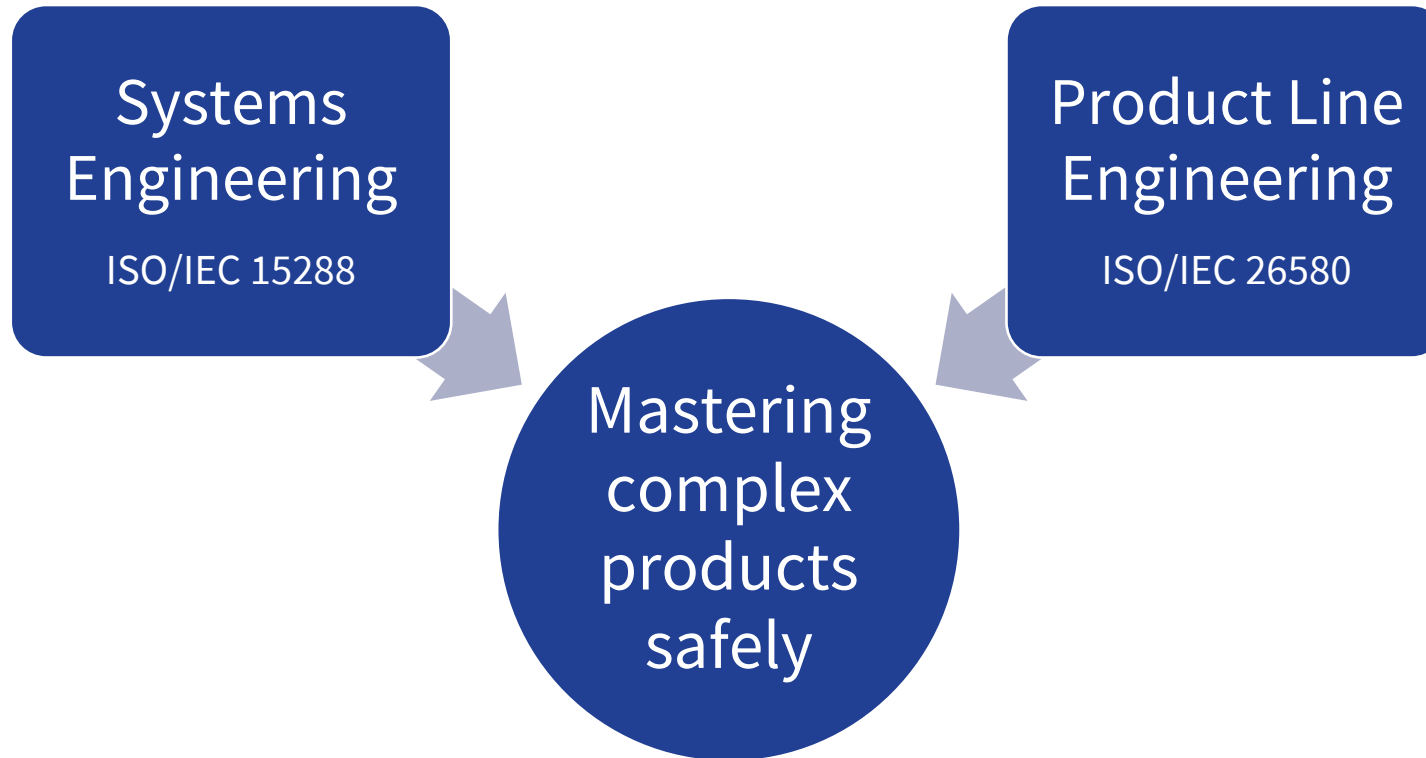 Systems
Engineering
ISO/IEC 15288
Product Line
Engineering
ISO/IEC 26580
Mastering
complex
products
safely